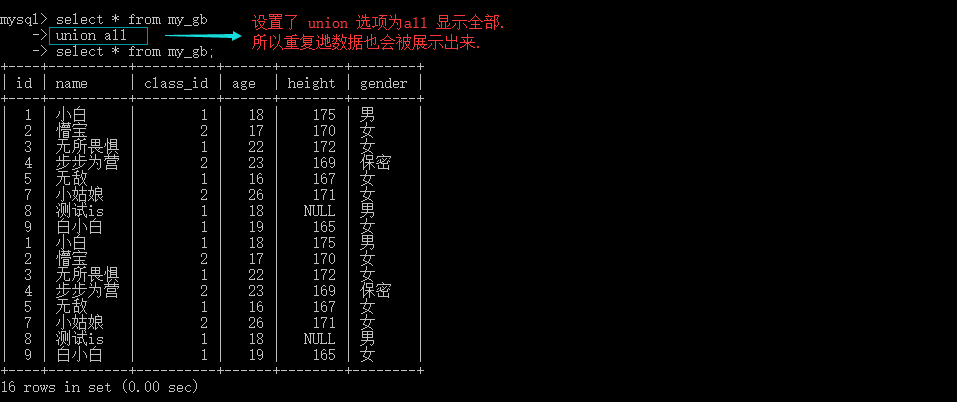 mysql> select * from my_gb
    -> union all
    -> select * from my_gb;
设置了 union 选项为all 显示全部.
所以重复逃数据也会被展示出来.
+----+----------+----------+------+--------+--------+
| id | name     | class_id | age  | height | gender |
+----+----------+----------+------+--------+--------+
|  1 | 小白     |        1 |   18 |    175 | 男     |
|  2 | 懵宝     |        2 |   17 |    170 | 女     |
|  3 | 无所畏惧 |        1 |   22 |    172 | 女     |
|  4 | 步步为营 |        2 |   23 |    169 | 保密   |
|  5 | 无敌     |        1 |   16 |    167 | 女     |
|  7 | 小姑娘   |        2 |   26 |    171 | 女     |
|  8 | 测试is   |        1 |   18 |   NULL | 男     |
|  9 | 白小白   |        1 |   19 |    165 | 女     |
|  1 | 小白     |        1 |   18 |    175 | 男     |
|  2 | 懵宝     |        2 |   17 |    170 | 女     |
|  3 | 无所畏惧 |        1 |   22 |    172 | 女     |
|  4 | 步步为营 |        2 |   23 |    169 | 保密   |
|  5 | 无敌     |        1 |   16 |    167 | 女     |
|  7 | 小姑娘   |        2 |   26 |    171 | 女     |
|  8 | 测试is   |        1 |   18 |   NULL | 男     |
|  9 | 白小白   |        1 |   19 |    165 | 女     |
+----+----------+----------+------+--------+--------+
16 rows in set (0.00 sec)